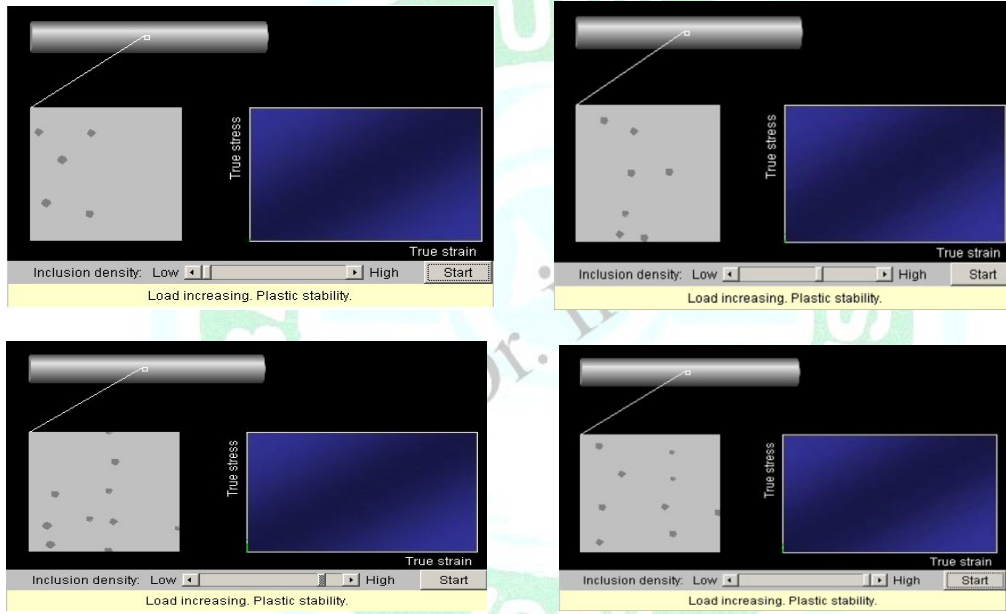 True stress
True strain
Inclusion density: Low High Start
Load increasing. Plastic stability.
True stress
True strain
Inclusion density: Low High Start
Load increasing. Plastic stability.
True stress
True strain
Inclusion density: Low High Start
Load increasing. Plastic stability.
True stress
True strain
Inclusion density: Low High Start
Load increasing. Plastic stability.
Dr.